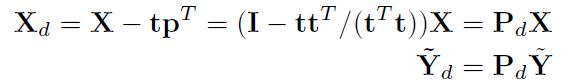 X_d = X − tp^T = (I − tt^T/(t^T t))X = P_d X
Ỹ_d = P_d Ỹ